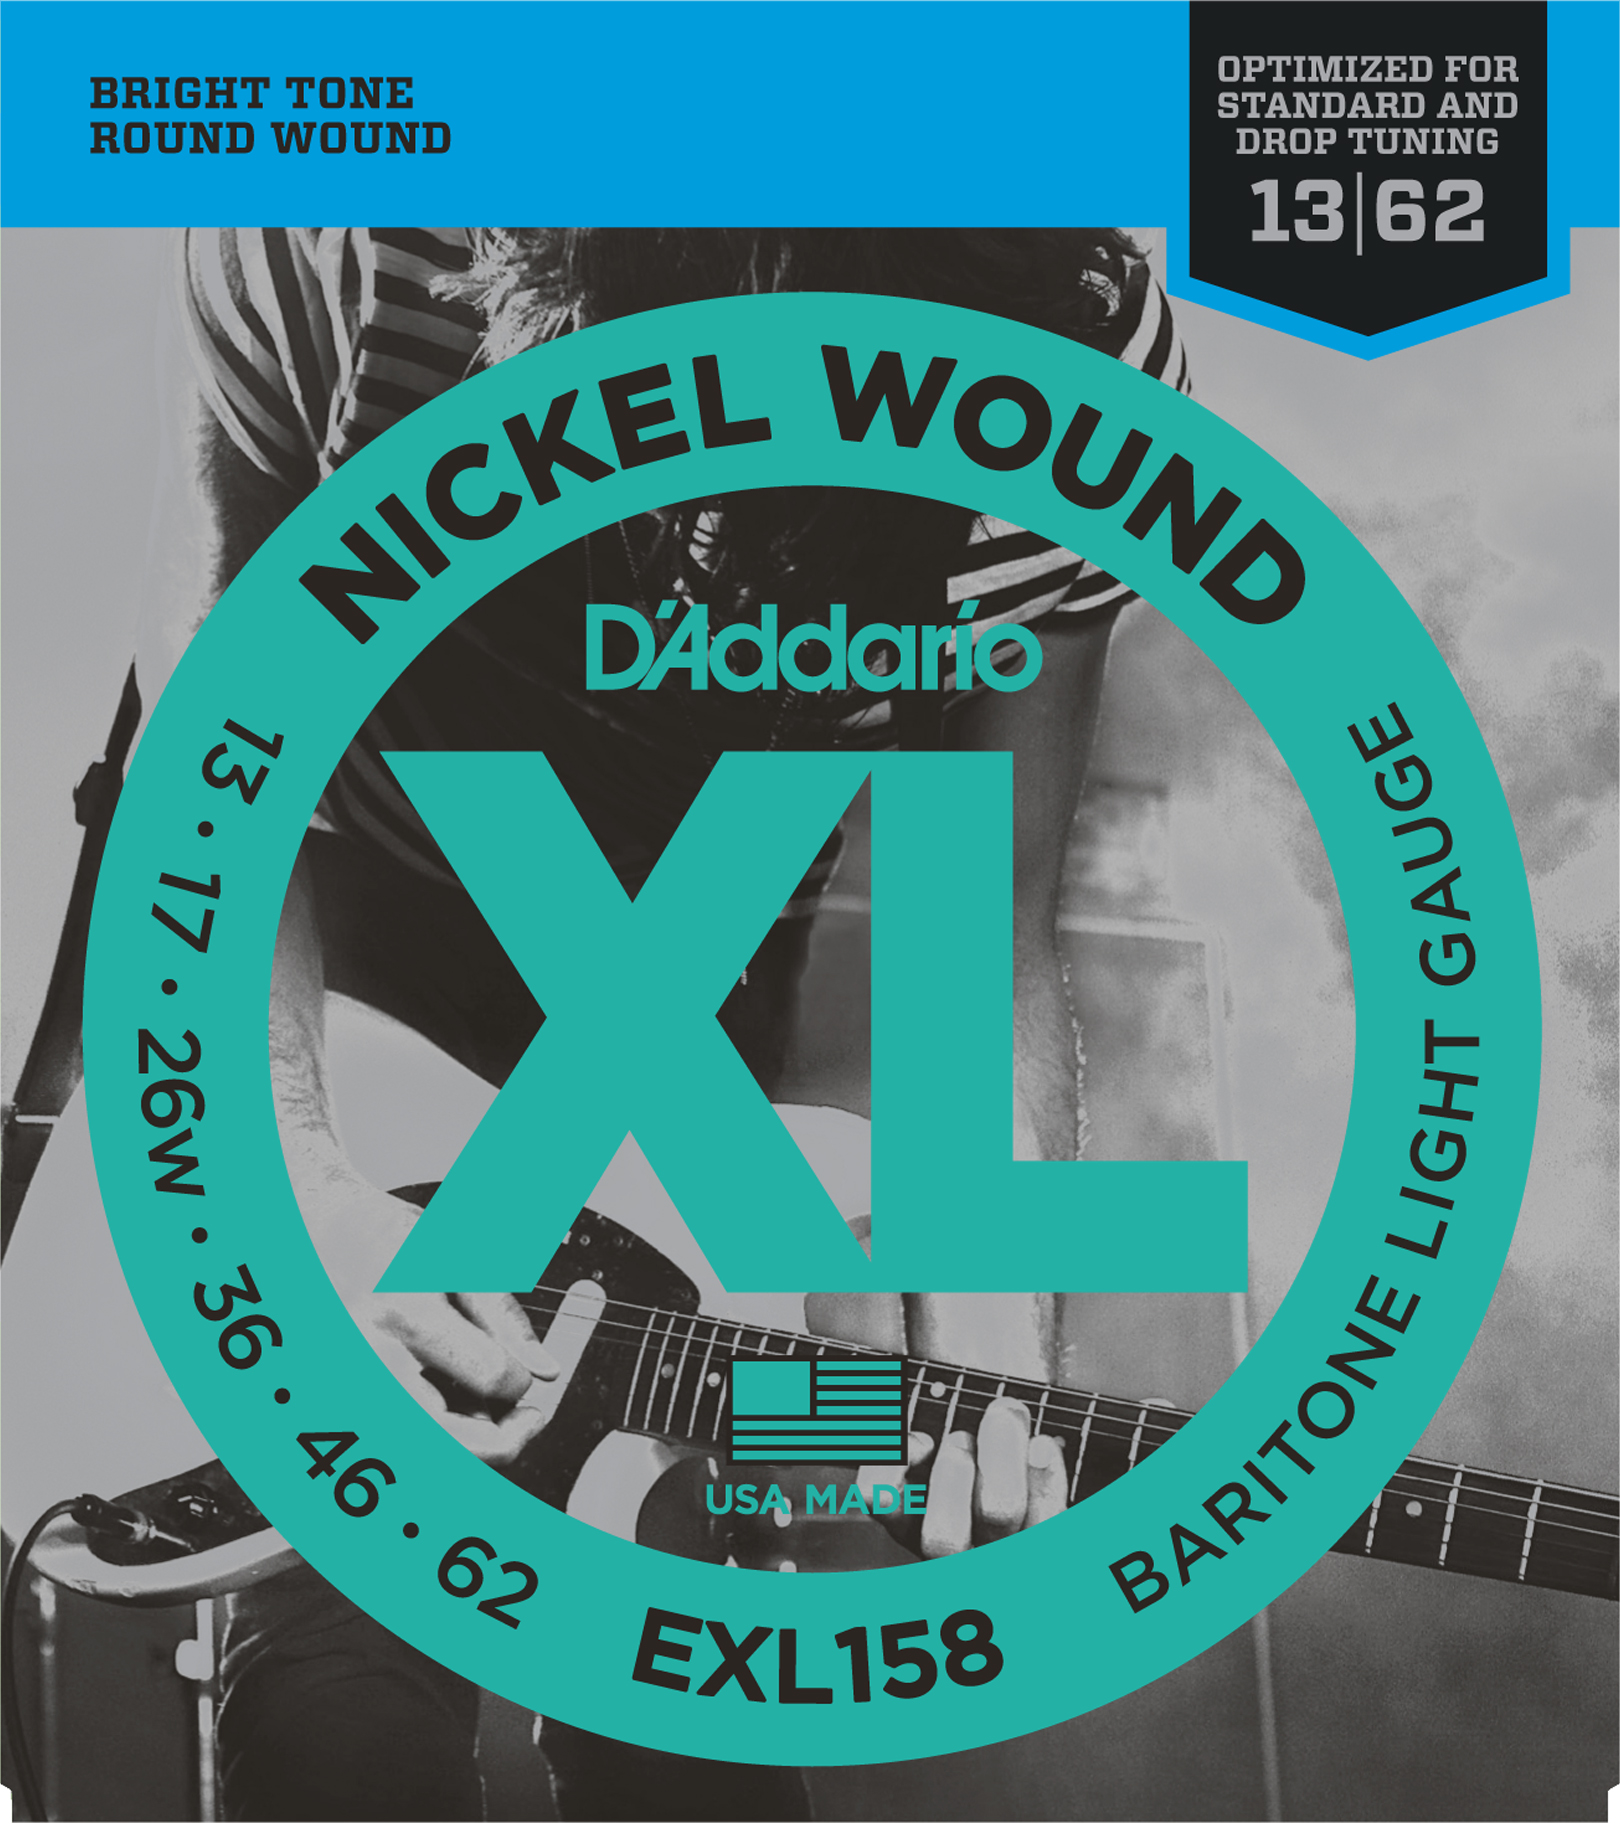 BRIGHT TONE
ROUND WOUND
OPTIMIZED FOR
STANDARD AND
DROP TUNING
13|62
NICKEL WOUND
D'Addario
XL
USA MADE
13 • 17 • 26w • 36 • 46 • 62
EXL158
BARITONE LIGHT GAUGE